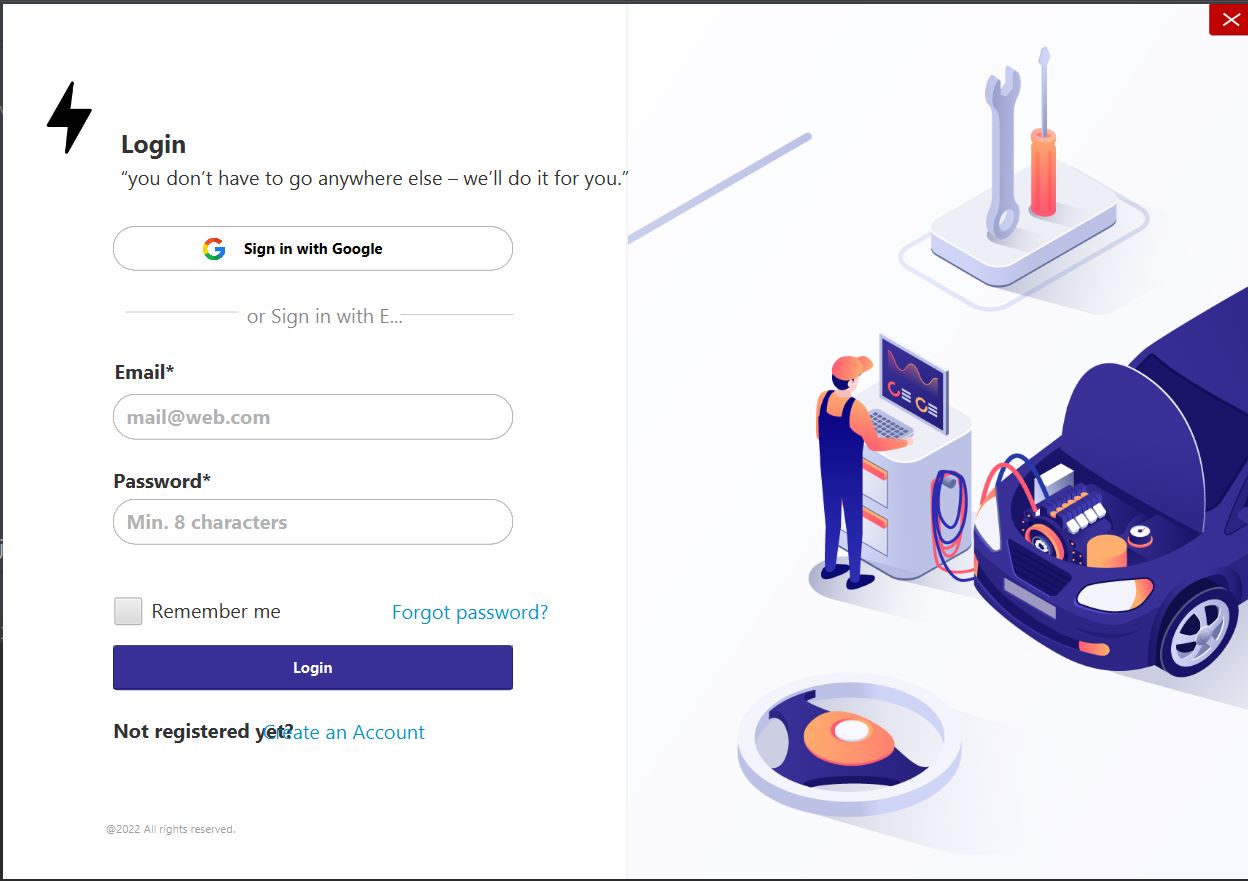 Login
“you don’t have to go anywhere else – we’ll do it for you.”
Sign in with Google
or Sign in with E...
Email*
mail@web.com
Password*
Min. 8 characters
Remember me Forgot password?
Login
Not registered yet? Create an Account
@2022 All rights reserved.